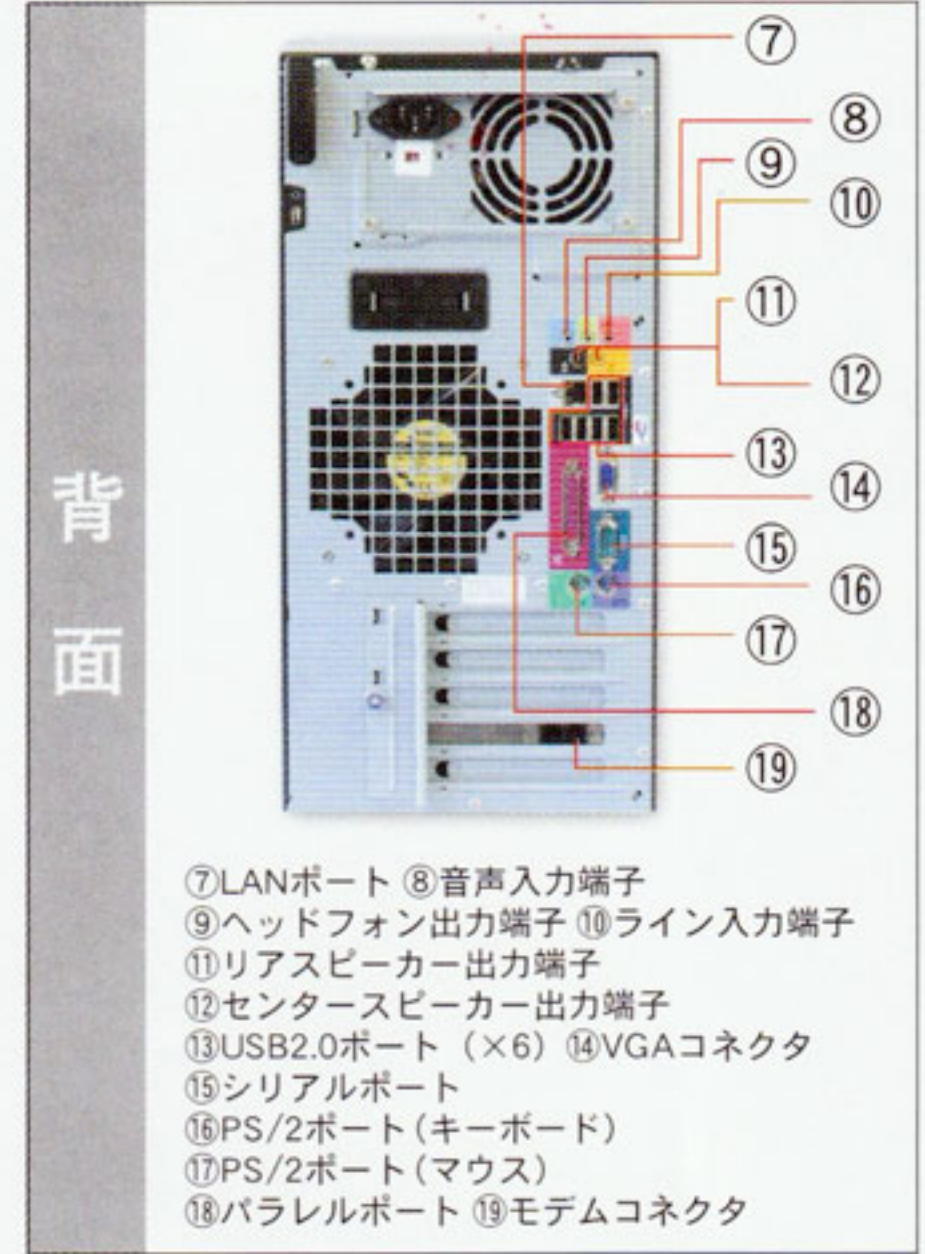 背面
⑦
⑧
⑨
⑩
⑪
⑫
⑬
⑭
⑮
⑯
⑰
⑱
⑲
⑦LANポート ⑧音声入力端子
⑨ヘッドフォン出力端子 ⑩ライン入力端子
⑪リアスピーカー出力端子
⑫センタースピーカー出力端子
⑬USB2.0ポート（×6）⑭VGAコネクタ
⑮シリアルポート
⑯PS/2ポート（キーボード）
⑰PS/2ポート（マウス）
⑱パラレルポート ⑲モデムコネクタ